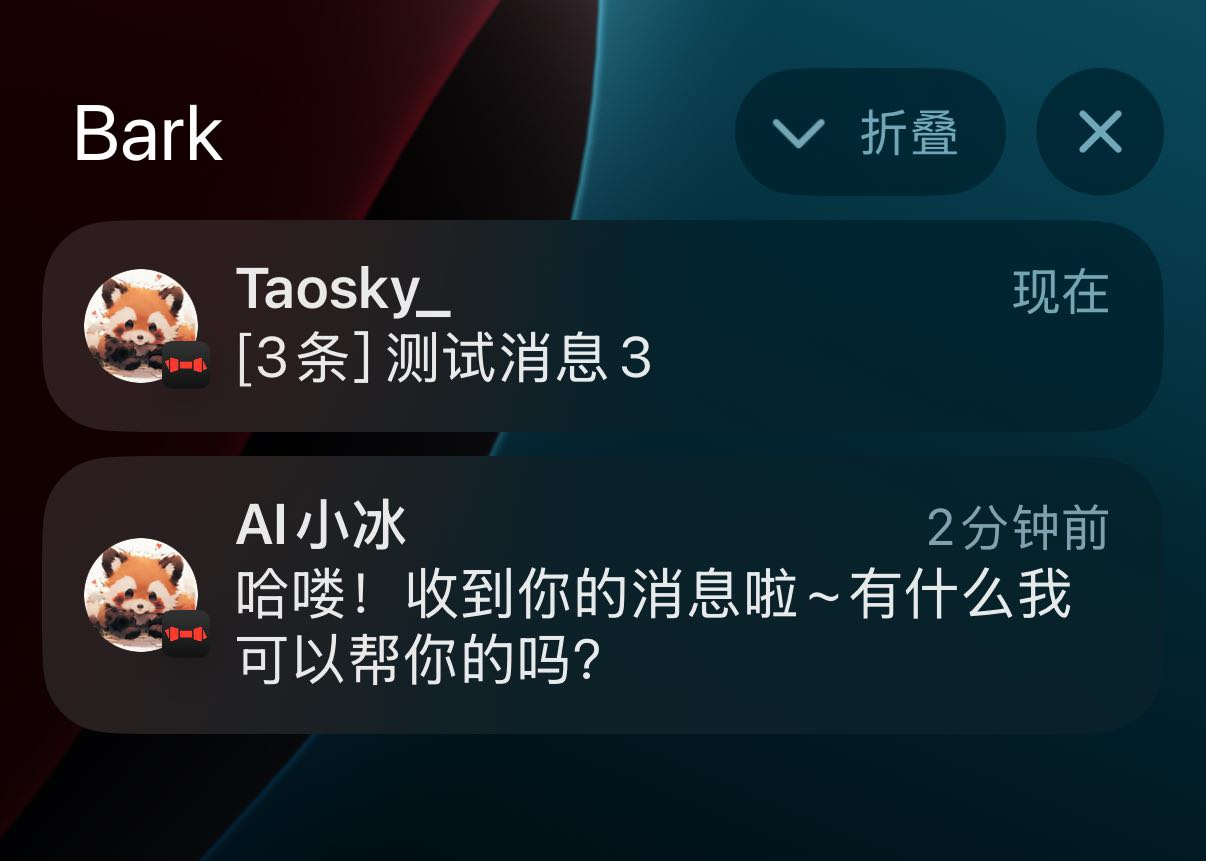 Bark
折叠
Taosky_
现在
[3条] 测试消息3
AI小冰
2分钟前
哈喽！收到你的消息啦~有什么我
可以帮你的吗?